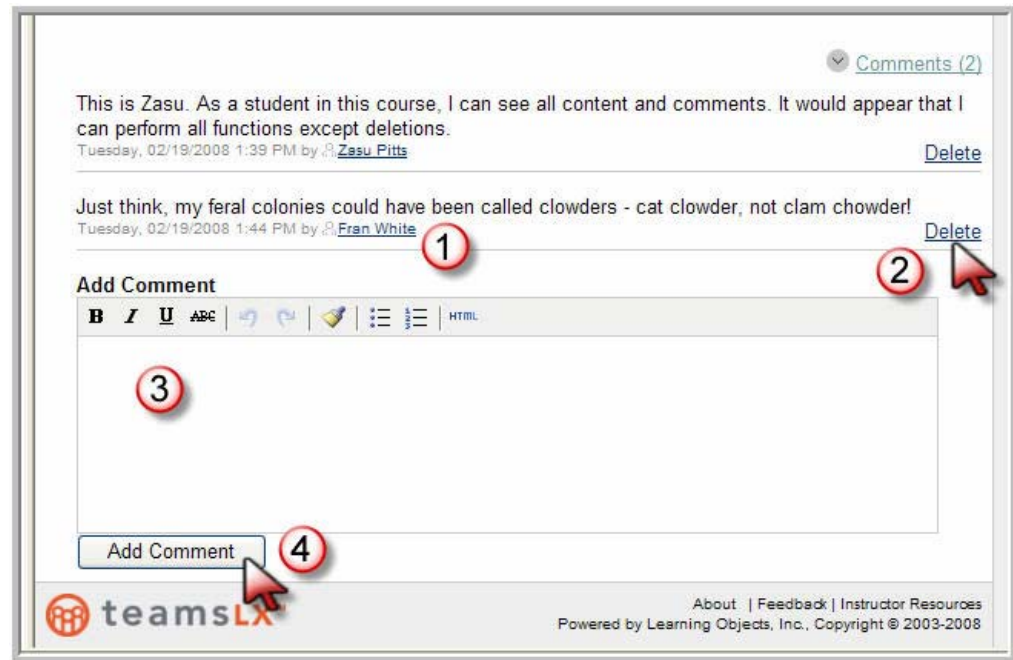 Comments (2)
This is Zasu. As a student in this course, I can see all content and comments. It would appear that I
can perform all functions except deletions.
Tuesday, 02/19/2008 1:39 PM by Zasu Pitts
Delete
Just think, my feral colonies could have been called clowders - cat clowder, not clam chowder!
Tuesday, 02/19/2008 1:44 PM by Fran White
Delete
1
2
Add Comment
B I U ABC HTML
3
Add Comment
4
teamsLX
About | Feedback | Instructor Resources
Powered by Learning Objects, Inc., Copyright © 2003-2008